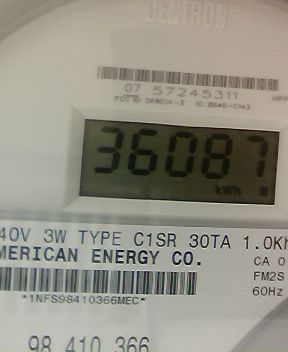 CENTRON®
07 57245311
36087
kWh
40V 3W TYPE C1SR 30TA 1.0Kh
MERICAN ENERGY CO.
CA 0
FM2S
60Hz
*1NFS98410366MEC*
98 410 366